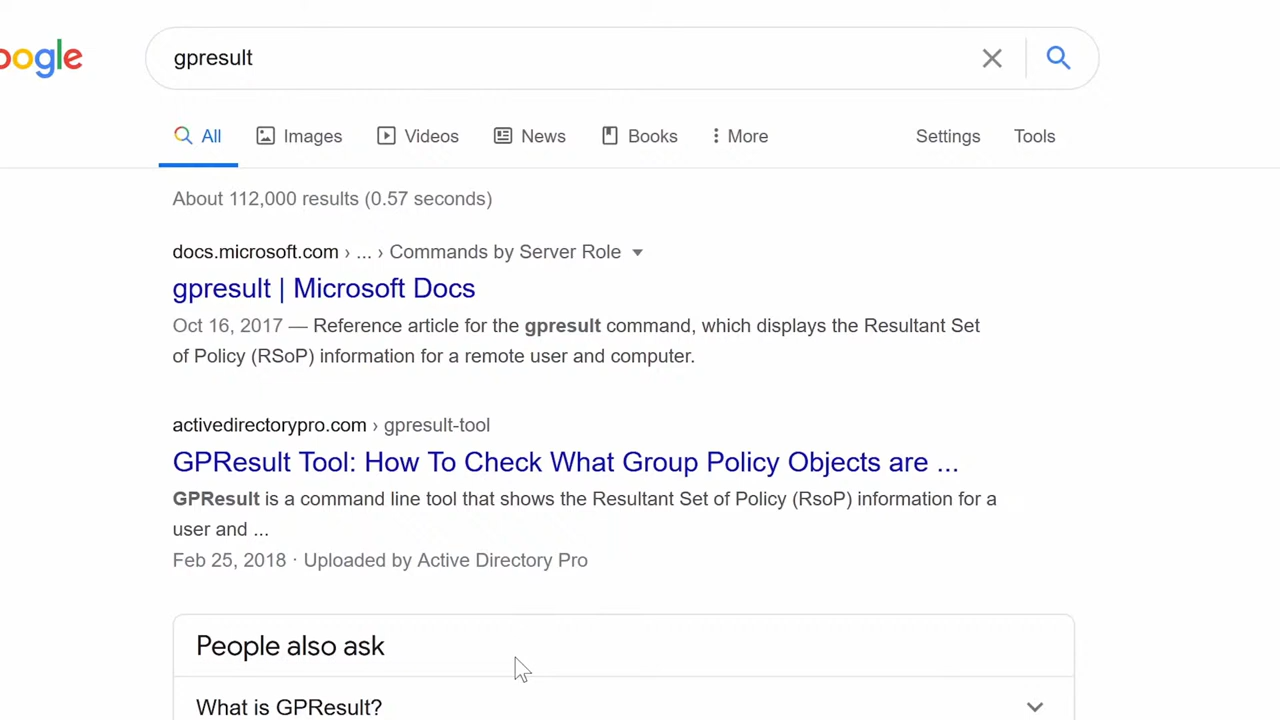 oogle
gpresult
All Images Videos News Books More Settings Tools
About 112,000 results (0.57 seconds)
docs.microsoft.com › ... › Commands by Server Role
gpresult | Microsoft Docs
Oct 16, 2017 — Reference article for the gpresult command, which displays the Resultant Set
of Policy (RSoP) information for a remote user and computer.
activedirectorypro.com › gpresult-tool
GPResult Tool: How To Check What Group Policy Objects are ...
GPResult is a command line tool that shows the Resultant Set of Policy (RsoP) information for a
user and ...
Feb 25, 2018 · Uploaded by Active Directory Pro
People also ask
What is GPResult?